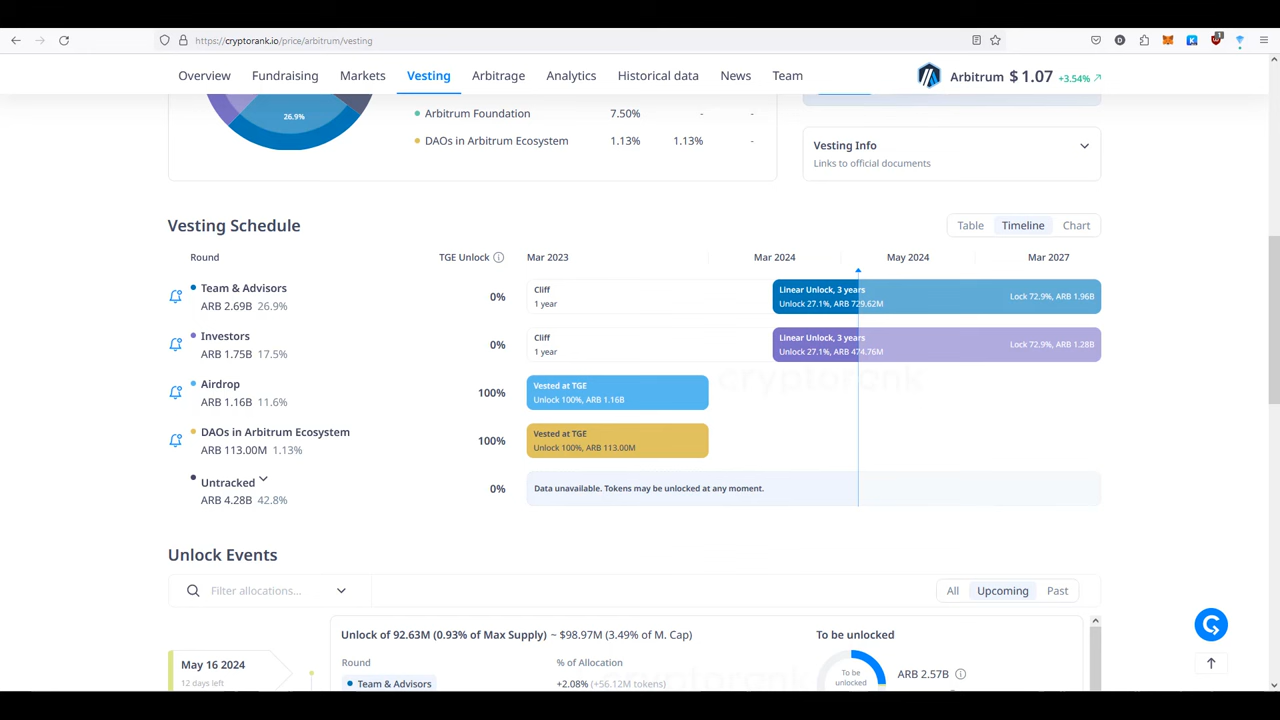 https://cryptorank.io/price/arbitrum/vesting
1
Overview Fundraising Markets Vesting Arbitrage Analytics Historical data News Team Arbitrum $ 1.07 +3.54%
26.9%
Arbitrum Foundation 7.50% - -
DAOs in Arbitrum Ecosystem 1.13% 1.13% -
Vesting Info
Links to official documents
Vesting Schedule
Table Timeline Chart
Round TGE Unlock Mar 2023 Mar 2024 May 2024 Mar 2027
Team & Advisors
ARB 2.69B 26.9%
0%
Cliff
1 year
Linear Unlock, 3 years
Unlock 27.1%, ARB 729.62M
Lock 72.9%, ARB 1.96B
Investors
ARB 1.75B 17.5%
0%
Cliff
1 year
Linear Unlock, 3 years
Unlock 27.1%, ARB 474.76M
Lock 72.9%, ARB 1.28B
cryptorank
Airdrop
ARB 1.16B 11.6%
100%
Vested at TGE
Unlock 100%, ARB 1.16B
DAOs in Arbitrum Ecosystem
ARB 113.00M 1.13%
100%
Vested at TGE
Unlock 100%, ARB 113.00M
Untracked
ARB 4.28B 42.8%
0%
Data unavailable. Tokens may be unlocked at any moment.
Unlock Events
Filter allocations...
All Upcoming Past
May 16 2024
12 days left
Unlock of 92.63M (0.93% of Max Supply) ~ $98.97M (3.49% of M. Cap)
Round % of Allocation
Team & Advisors +2.08% (+56.12M tokens)
To be unlocked
To be
unlocked
ARB 2.57B